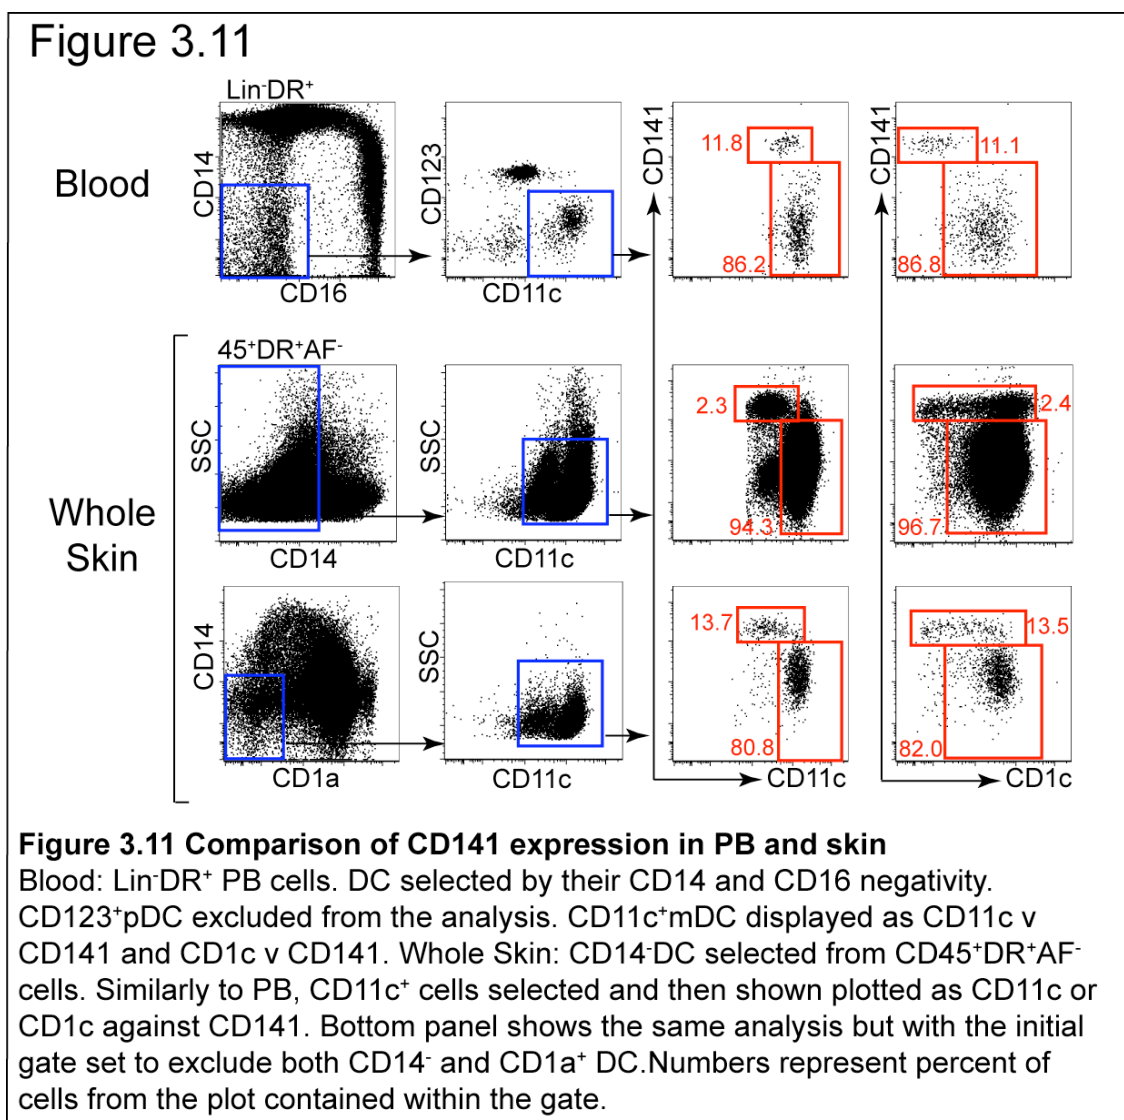 Figure 3.11
Lin-DR+
Blood
CD14
CD16
CD123
CD11c
CD141
11.8
86.2
CD141
11.1
86.8
45+DR+AF-
Whole
Skin
SSC
CD14
SSC
CD11c
2.3
94.3
2.4
96.7
CD14
CD1a
SSC
CD11c
13.7
80.8
CD11c
13.5
82.0
CD1c
Figure 3.11 Comparison of CD141 expression in PB and skin
Blood: Lin-DR+ PB cells. DC selected by their CD14 and CD16 negativity.
CD123+pDC excluded from the analysis. CD11c+mDC displayed as CD11c v
CD141 and CD1c v CD141. Whole Skin: CD14-DC selected from CD45+DR+AF-
cells. Similarly to PB, CD11c+ cells selected and then shown plotted as CD11c or
CD1c against CD141. Bottom panel shows the same analysis but with the initial
gate set to exclude both CD14- and CD1a+ DC.Numbers represent percent of
cells from the plot contained within the gate.